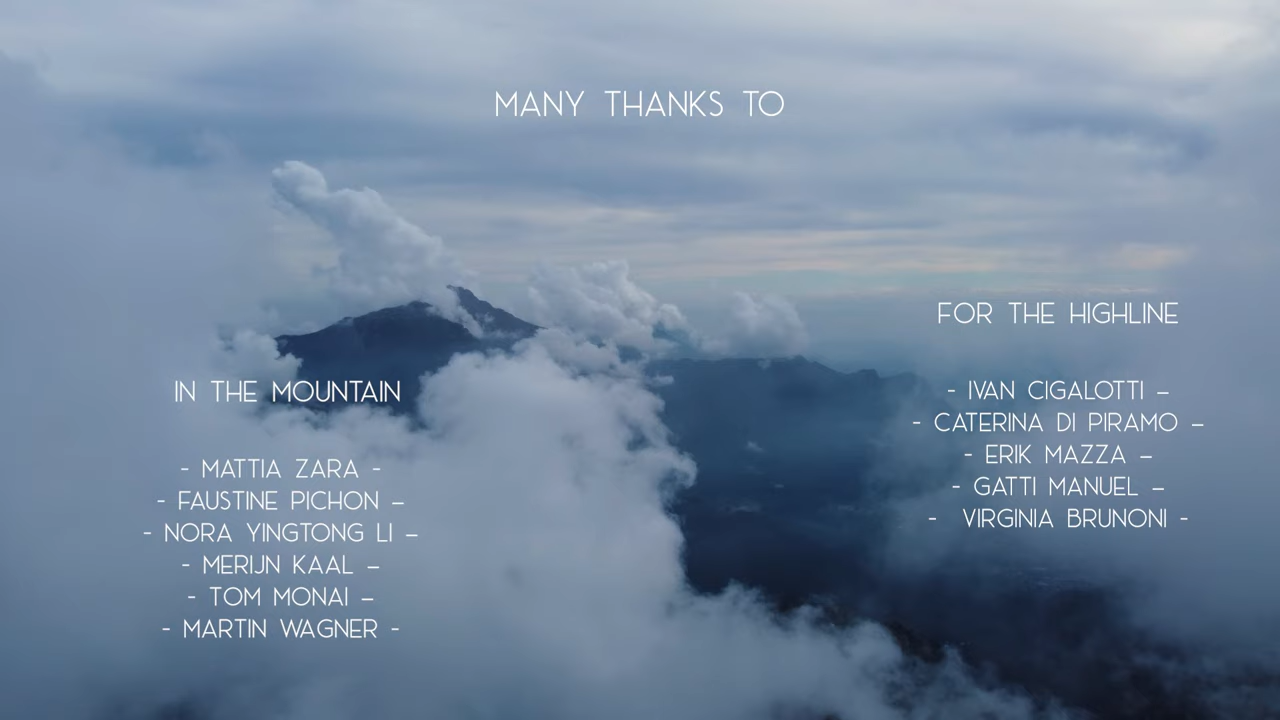 MANY THANKS TO
IN THE MOUNTAIN
- MATTIA ZARA -
- FAUSTINE PICHON –
- NORA YINGTONG LI –
- MERIJN KAAL –
- TOM MONAI –
- MARTIN WAGNER -
FOR THE HIGHLINE
- IVAN CIGALOTTI –
- CATERINA DI PIRAMO –
- ERIK MAZZA –
- GATTI MANUEL –
- VIRGINIA BRUNONI -